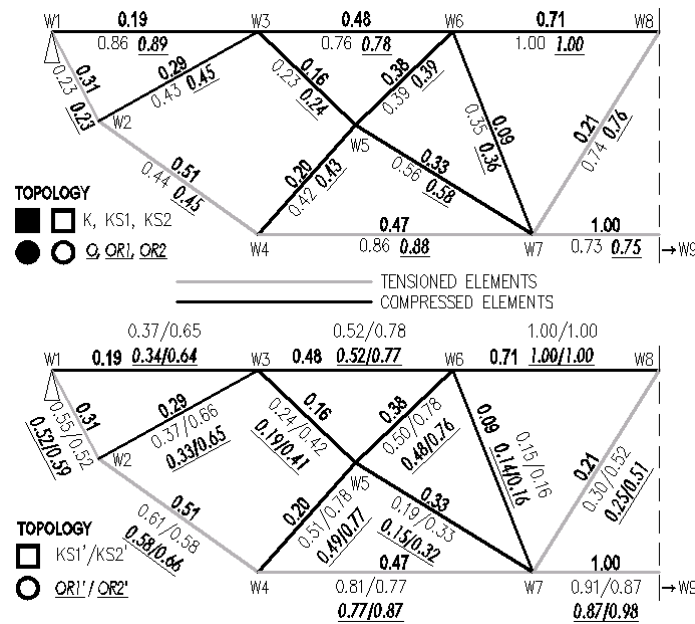 W1 0.19 W3 0.48 W6 0.71 W8
0.86 0.89 0.76 0.78 1.00 1.00
0.31
0.23 0.23
0.29
0.43 0.45
W2
0.16
0.23 0.24
0.38
0.39 0.39
0.09
0.35 0.36
0.21
0.74 0.76
W5
0.51
0.44 0.45
0.20
0.42 0.43
0.33
0.56 0.58
TOPOLOGY
K, KS1, KS2
O, OR1, OR2
W4 0.47 W7 1.00
0.86 0.88 0.73 0.75 →W9
TENSIONED ELEMENTS
COMPRESSED ELEMENTS
0.37/0.65 0.52/0.78 1.00/1.00
W1 0.19 0.34/0.64 W3 0.48 0.52/0.77 W6 0.71 1.00/1.00 W8
0.31
0.55/0.52
0.52/0.59
0.29
0.37/0.66
0.33/0.65
W2
0.16
0.24/0.42
0.19/0.41
0.38
0.50/0.78
0.48/0.76
0.09
0.15/0.16
0.14/0.16
0.21
0.30/0.52
0.25/0.51
W5
0.51
0.61/0.58
0.58/0.66
0.20
0.51/0.78
0.49/0.77
0.33
0.19/0.33
0.15/0.32
TOPOLOGY
KS1'/KS2'
OR1'/ OR2'
W4 0.47 W7 1.00
0.81/0.77 0.91/0.87 →W9
0.77/0.87 0.87/0.98